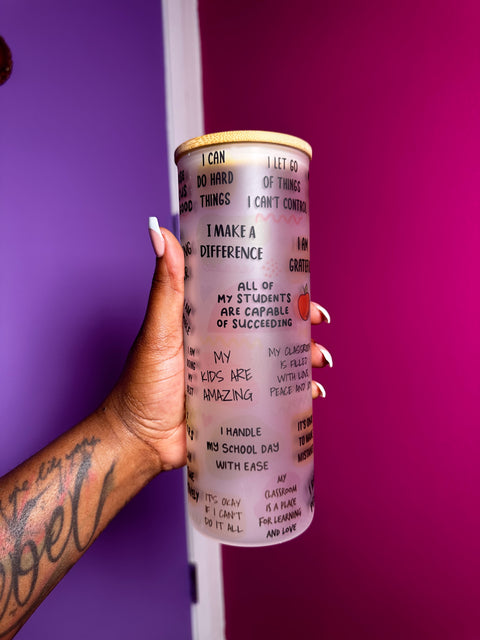 I CAN
DO HARD
THINGS
I LET GO
OF THINGS
I CAN'T CONTROL
I MAKE A
DIFFERENCE
I AM
ALL OF
MY STUDENTS
ARE CAPABLE
OF SUCCEEDING
MY
KIDS ARE
AMAZING
MY
IS FILLED
WITH LOVE
PEACE AND
I HANDLE
MY SCHOOL DAY
WITH EASE
IT'S OKAY
IF I CAN'T
DO IT ALL
MY
CLASSROOM
IS A PLACE
FOR LEARNING
AND LOVE